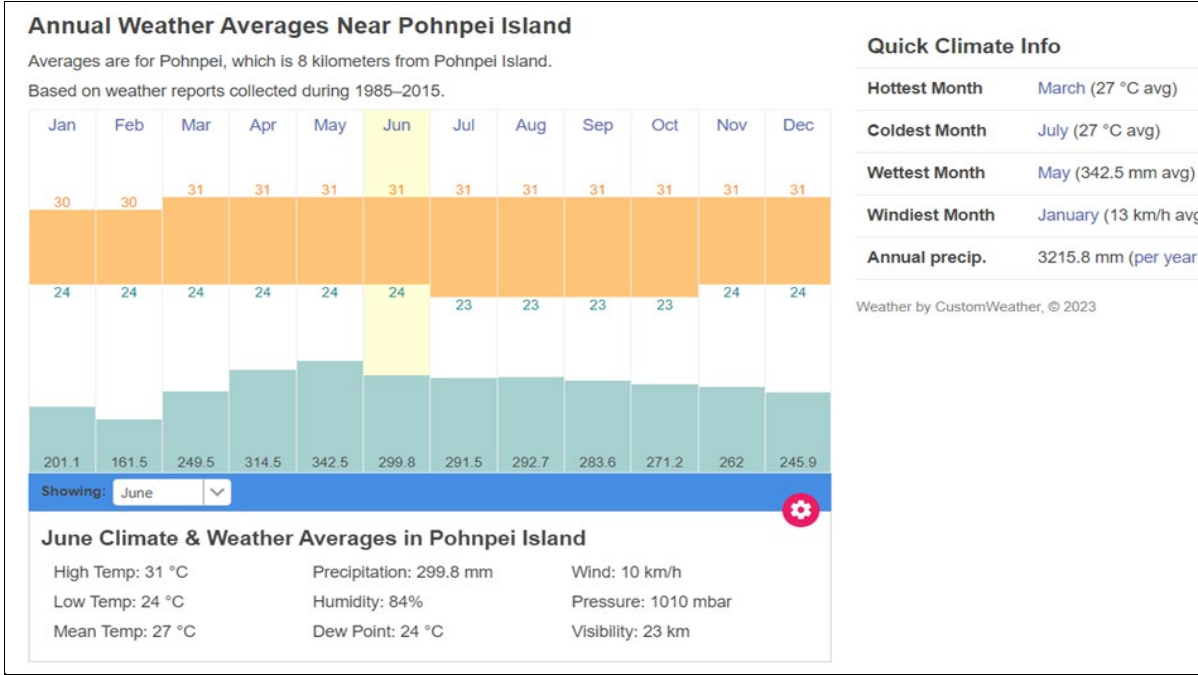 Annual Weather Averages Near Pohnpei Island
Averages are for Pohnpei, which is 8 kilometers from Pohnpei Island.
Based on weather reports collected during 1985–2015.
Jan Feb Mar Apr May Jun Jul Aug Sep Oct Nov Dec
30 30 31 31 31 31 31 31 31 31 31 31
24 24 24 24 24 24 23 23 23 23 24 24
201.1 161.5 249.5 314.5 342.5 299.8 291.5 292.7 283.6 271.2 262 245.9
Showing: June
June Climate & Weather Averages in Pohnpei Island
High Temp: 31 °C Precipitation: 299.8 mm Wind: 10 km/h
Low Temp: 24 °C Humidity: 84% Pressure: 1010 mbar
Mean Temp: 27 °C Dew Point: 24 °C Visibility: 23 km
Quick Climate Info
Hottest Month March (27 °C avg)
Coldest Month July (27 °C avg)
Wettest Month May (342.5 mm avg)
Windiest Month January (13 km/h avg
Annual precip. 3215.8 mm (per year
Weather by CustomWeather, © 2023